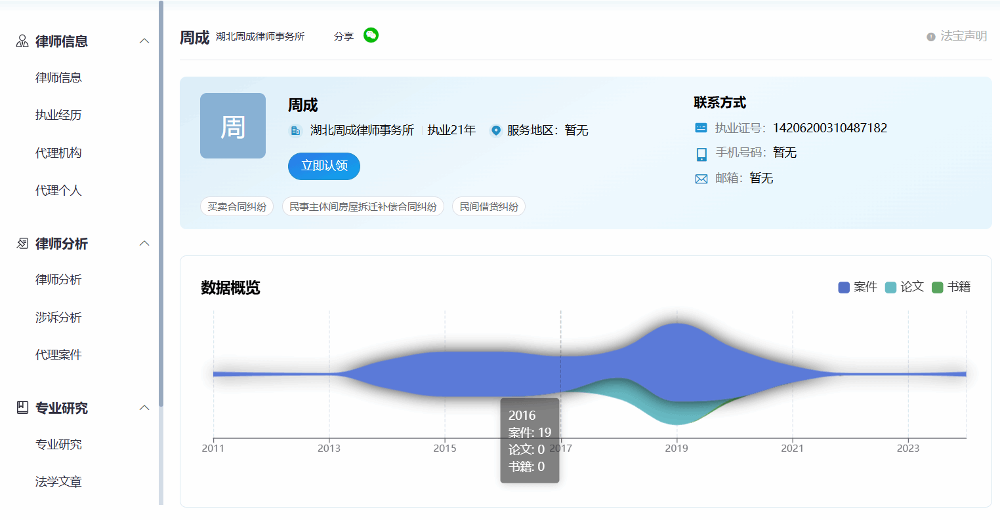 律师信息
律师信息
执业经历
代理机构
代理个人
律师分析
律师分析
涉诉分析
代理案件
专业研究
专业研究
法学文章
周成 湖北周成律师事务所 分享 法宝声明
周
周成
湖北周成律师事务所 执业21年 服务地区：暂无
立即认领
买卖合同纠纷 民事主体间房屋拆迁补偿合同纠纷 民间借贷纠纷
联系方式
执业证号：14206200310487182
手机号码：暂无
邮箱：暂无
数据概览
案件 论文 书籍
2016
案件: 19
论文: 0
书籍: 0
2011 2013 2015 2017 2019 2021 2023